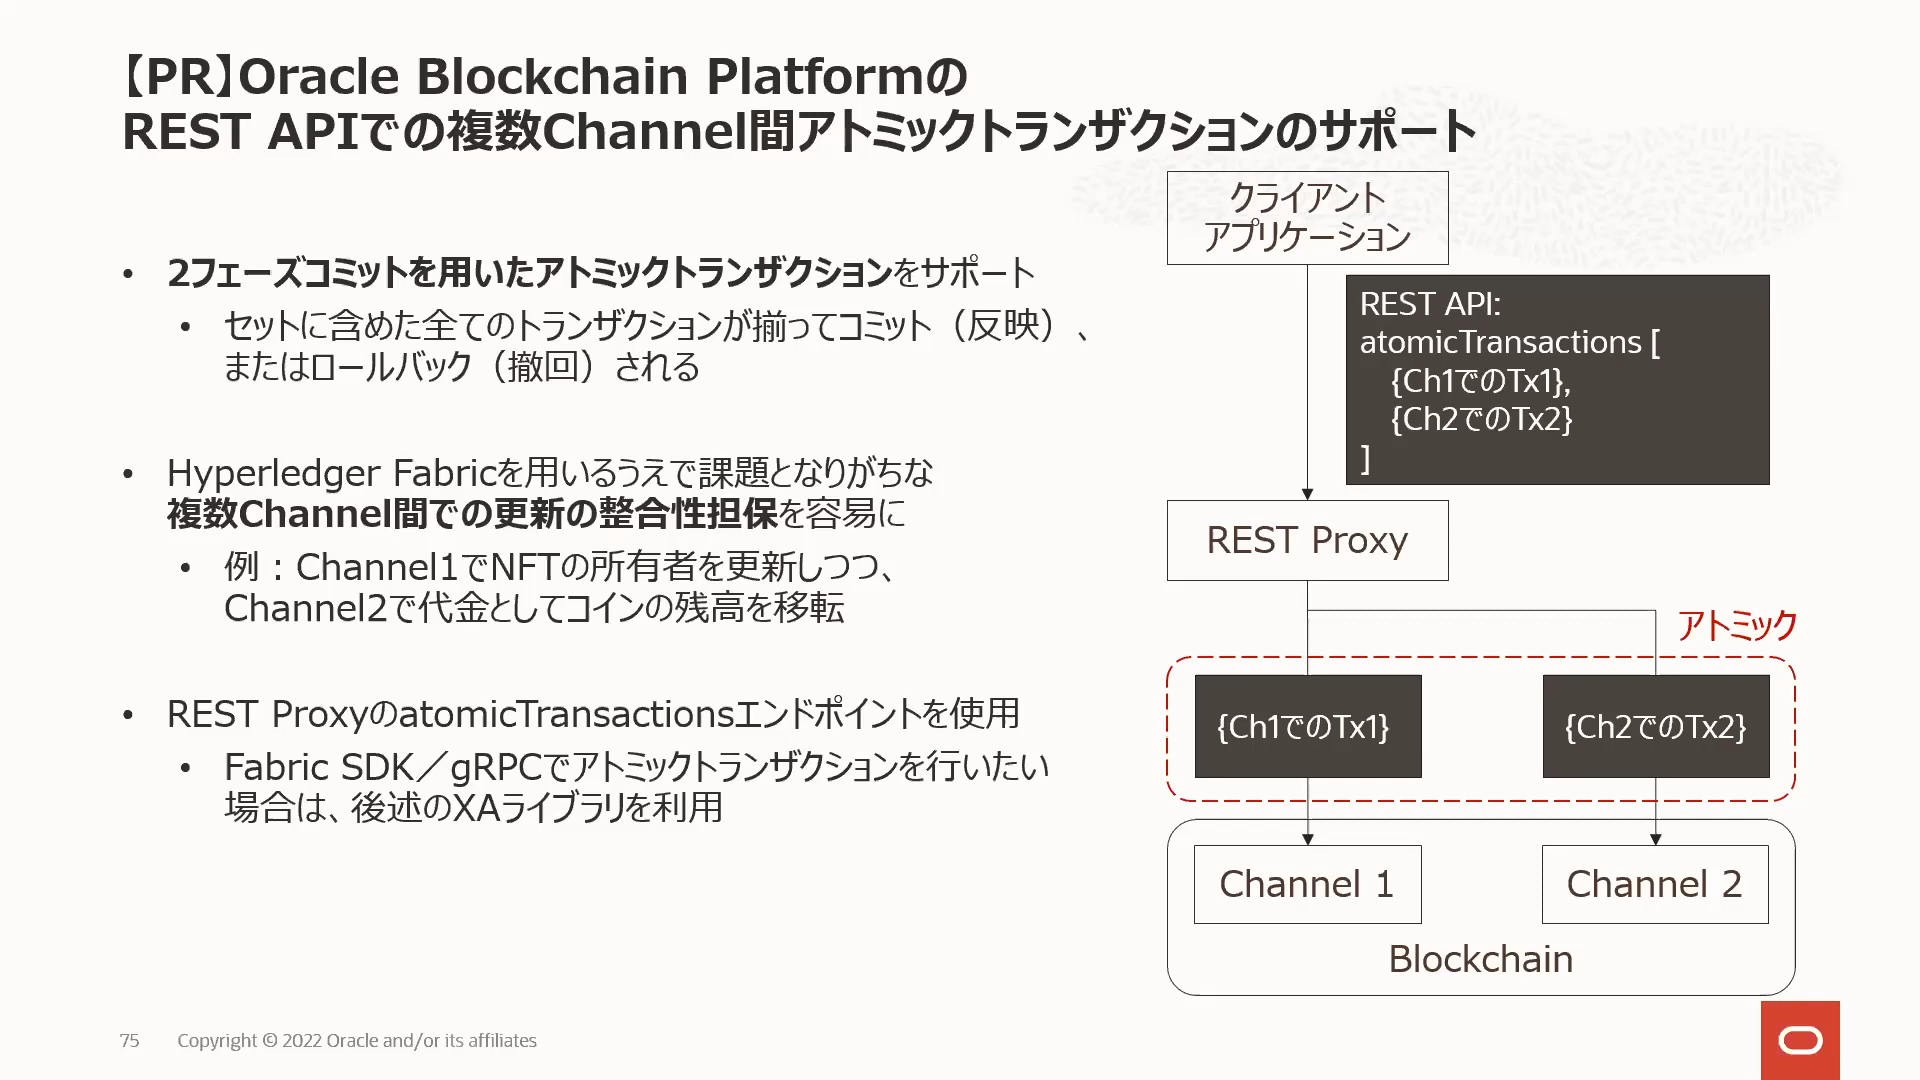 【PR】Oracle Blockchain Platformの
REST APIでの複数Channel間アトミックトランザクションのサポート
• 2フェーズコミットを用いたアトミックトランザクションをサポート
• セットに含めた全てのトランザクションが揃ってコミット（反映）、
またはロールバック（撤回）される
• Hyperledger Fabricを用いるうえで課題となりがちな
複数Channel間での更新の整合性担保を容易に
• 例：Channel1でNFTの所有者を更新しつつ、
Channel2で代金としてコインの残高を移転
• REST ProxyのatomicTransactionsエンドポイントを使用
• Fabric SDK／gRPCでアトミックトランザクションを行いたい
場合は、後述のXAライブラリを利用
クライアント
アプリケーション
REST API:
atomicTransactions [
{Ch1でのTx1},
{Ch2でのTx2}
]
REST Proxy
アトミック
{Ch1でのTx1}
{Ch2でのTx2}
Channel 1
Channel 2
Blockchain
75
Copyright © 2022 Oracle and/or its affiliates